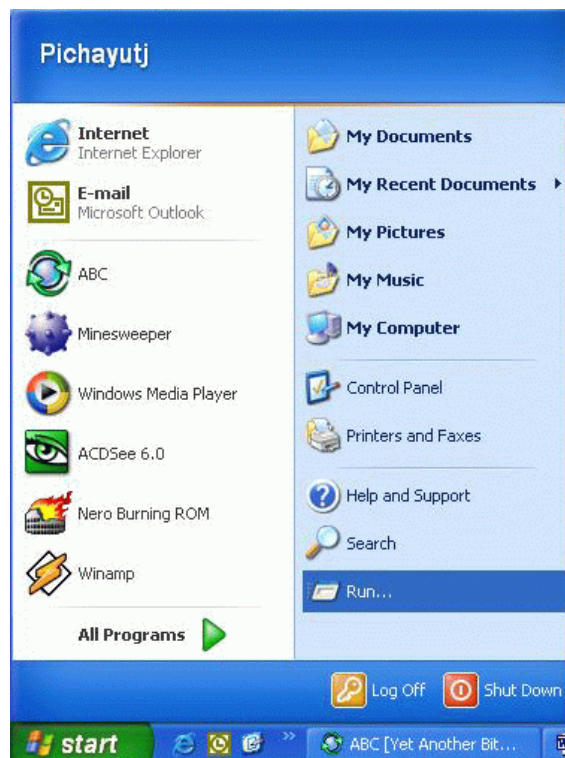 Pichayutj
Internet
Internet Explorer
E-mail
Microsoft Outlook
ABC
Minesweeper
Windows Media Player
ACDSee 6.0
Nero Burning ROM
Winamp
All Programs
My Documents
My Recent Documents
My Pictures
My Music
My Computer
Control Panel
Printers and Faxes
Help and Support
Search
Run...
Log Off
Shut Down
start
ABC [Yet Another Bit...